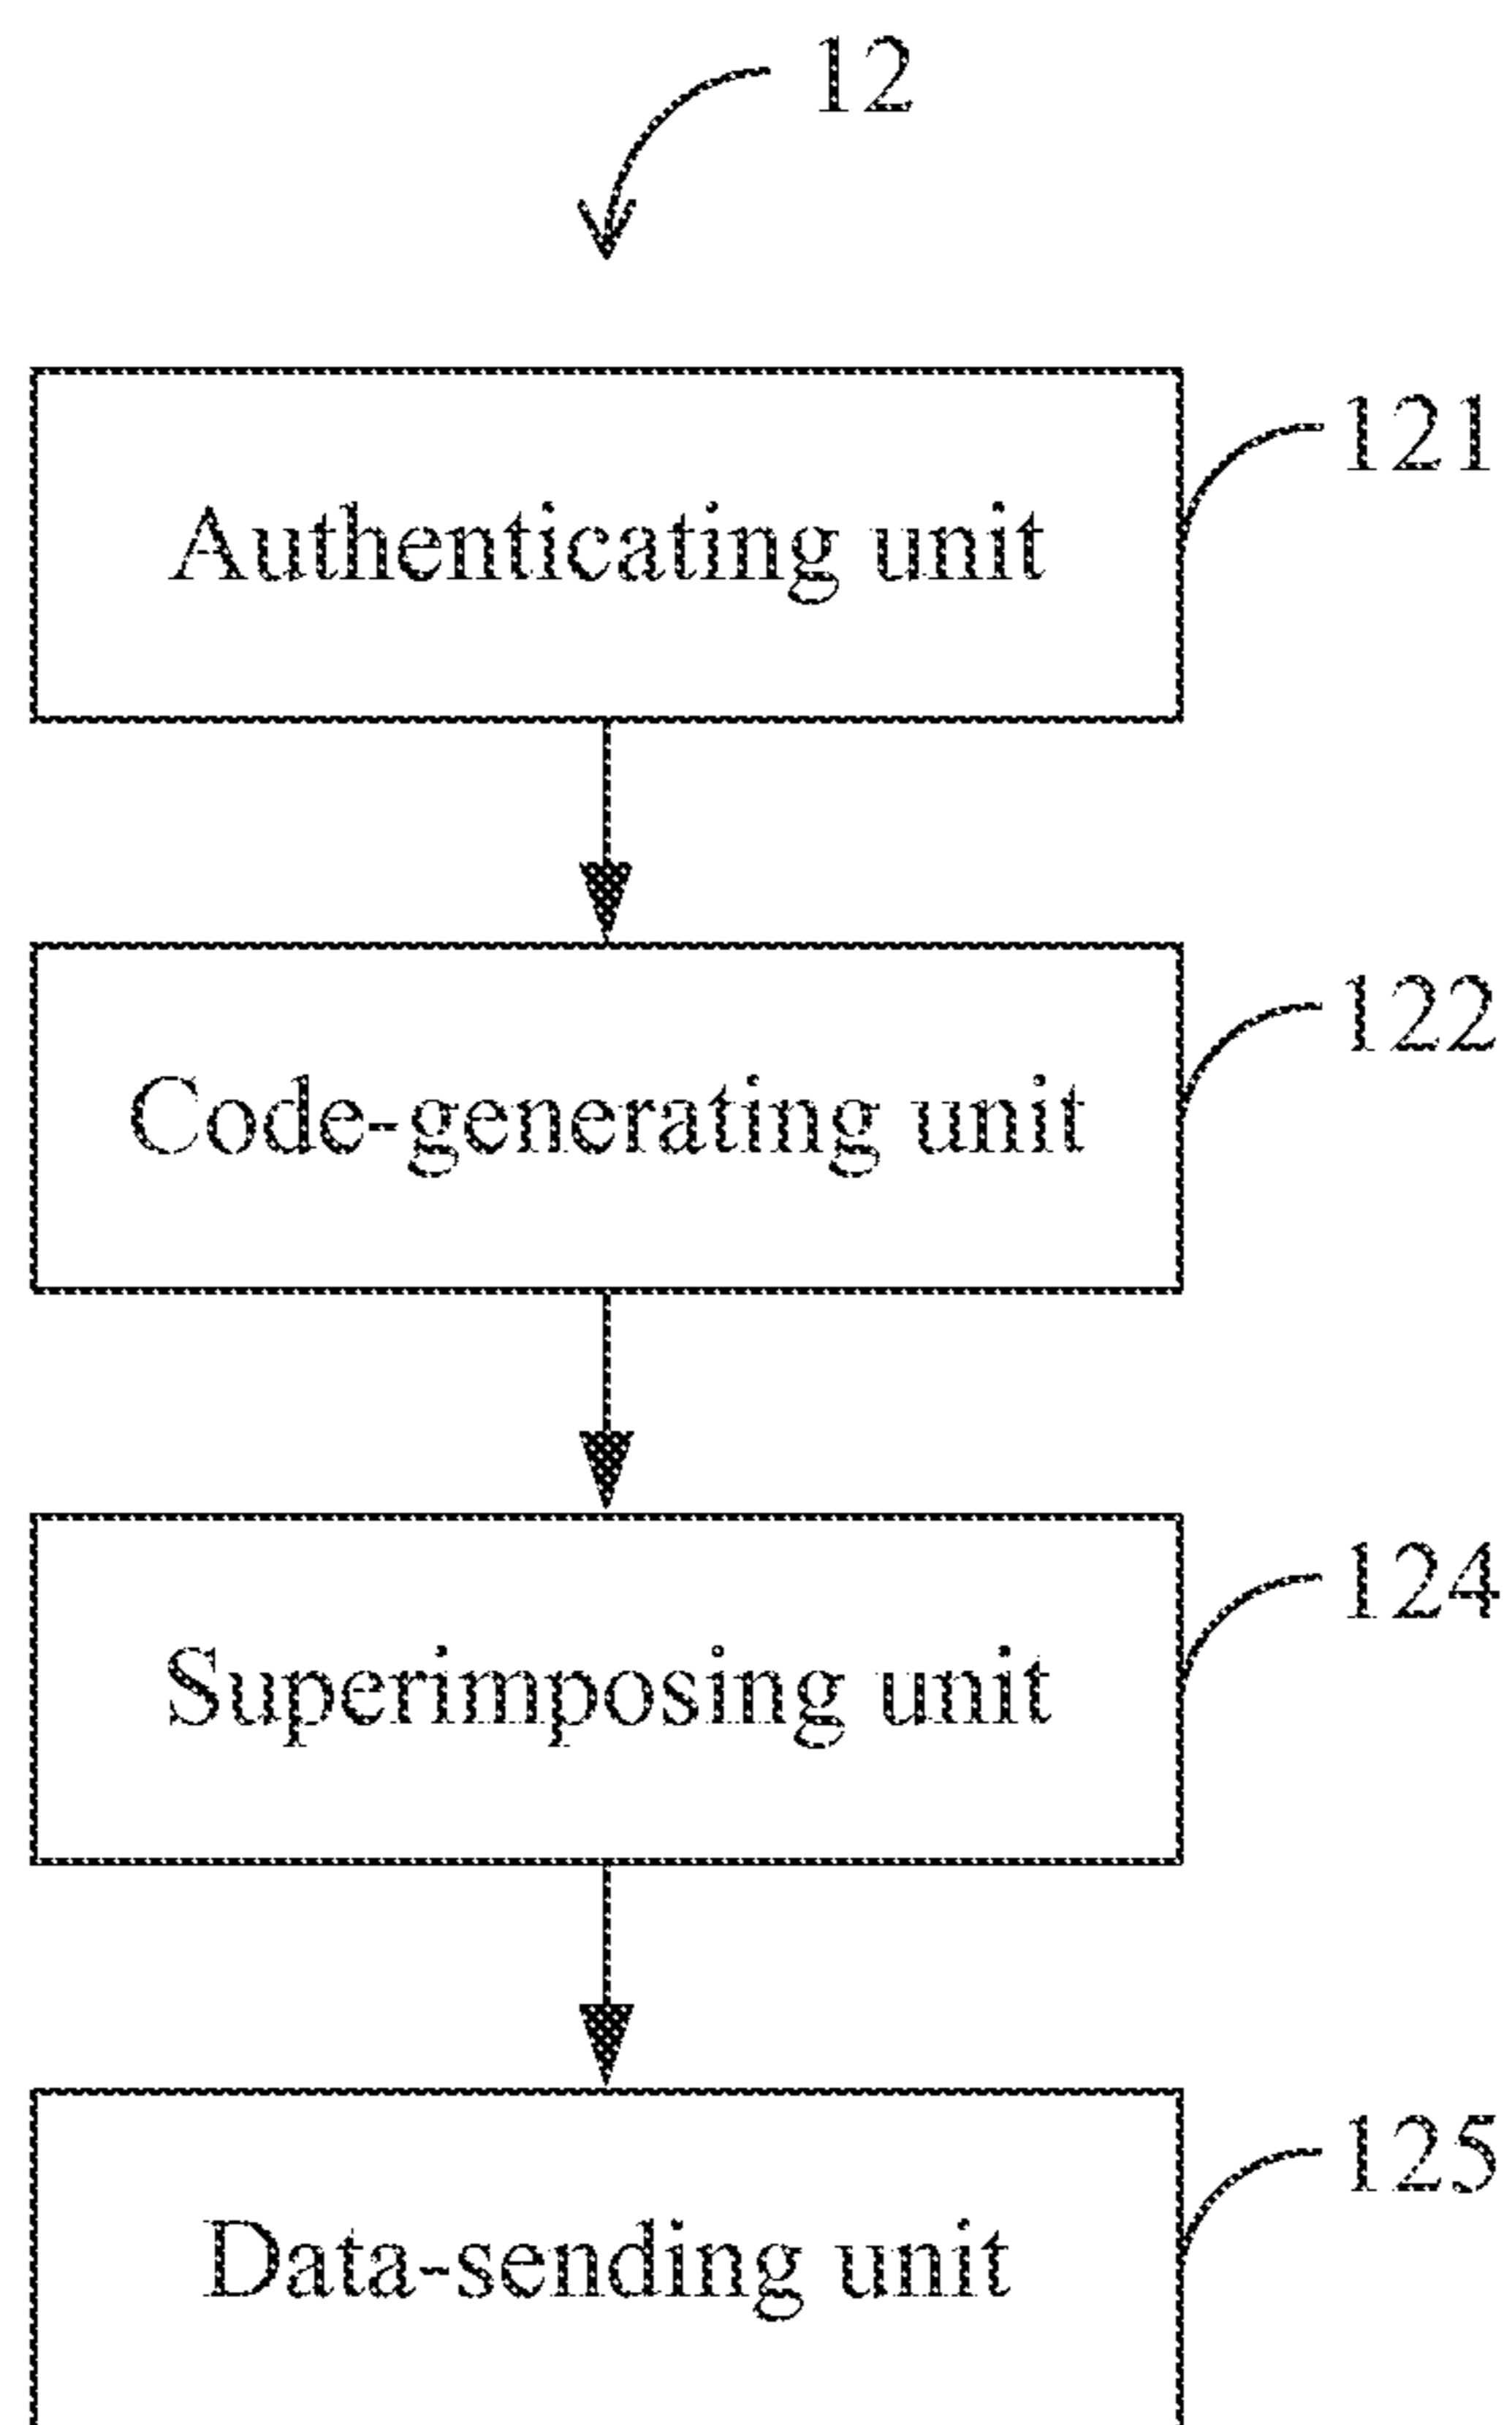 12
Authenticating unit
121
Code-generating unit
122
Superimposing unit
124
Data-sending unit
125